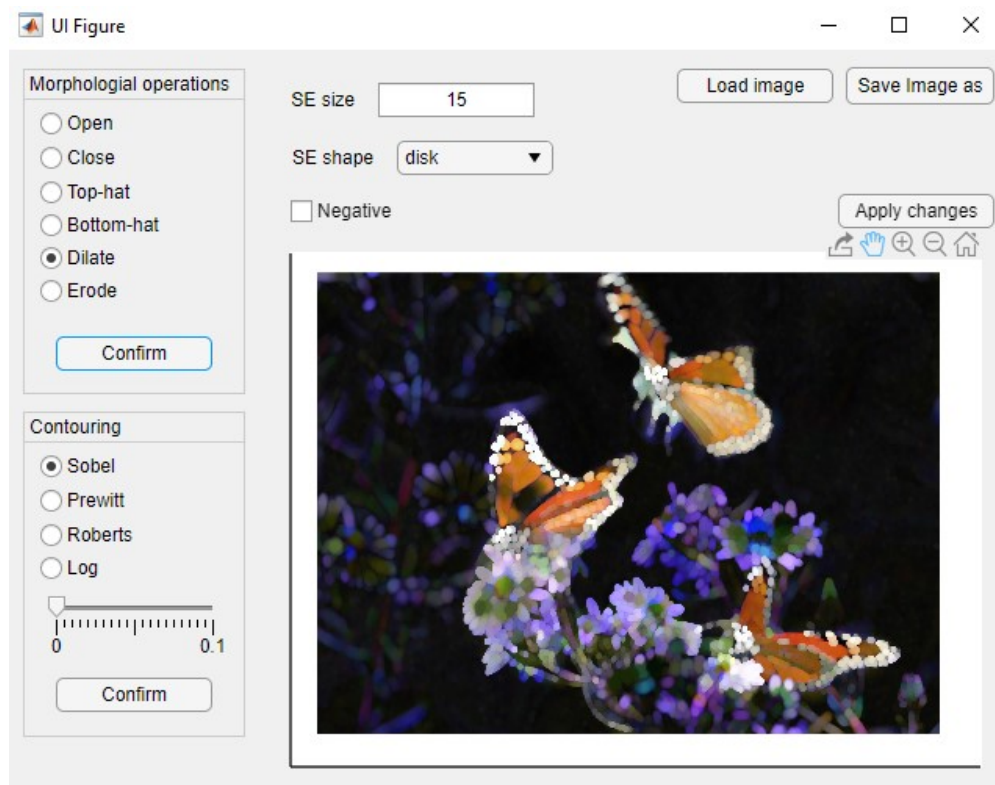 UI Figure
Morphologial operations
Open
Close
Top-hat
Bottom-hat
Dilate
Erode
Confirm
Contouring
Sobel
Prewitt
Roberts
Log
0 0.1
Confirm
SE size 15
SE shape disk
Negative
Load image Save Image as
Apply changes